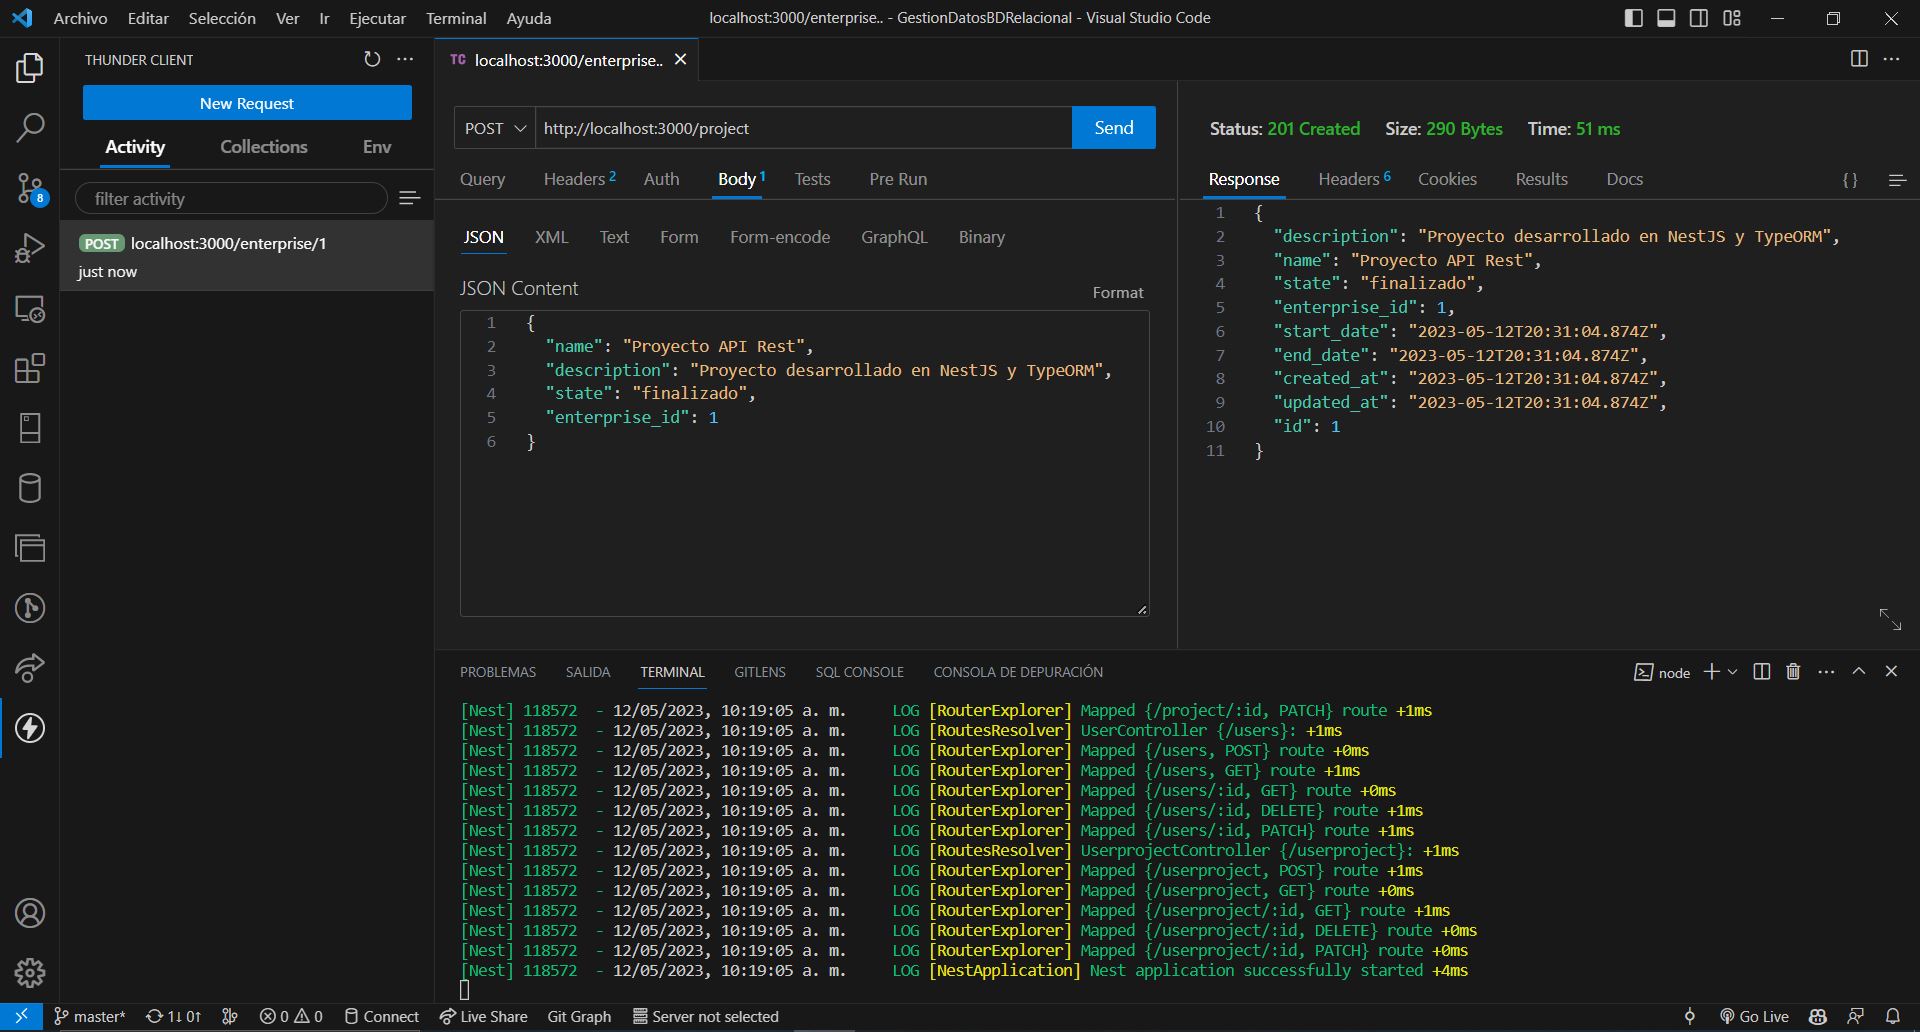 Archivo Editar Selección Ver Ir Ejecutar Terminal Ayuda
localhost:3000/enterprise.. - GestionDatosBDRelacional - Visual Studio Code
THUNDER CLIENT
New Request
Activity Collections Env
filter activity
POST localhost:3000/enterprise/1
just now
8
TC localhost:3000/enterprise..
POST http://localhost:3000/project Send
Query Headers 2 Auth Body 1 Tests Pre Run
JSON XML Text Form Form-encode GraphQL Binary
JSON Content
Format
1 {
2 "name": "Proyecto API Rest",
3 "description": "Proyecto desarrollado en NestJS y TypeORM",
4 "state": "finalizado",
5 "enterprise_id": 1
6 }
Status: 201 Created Size: 290 Bytes Time: 51 ms
Response Headers 6 Cookies Results Docs {}
1 {
2 "description": "Proyecto desarrollado en NestJS y TypeORM",
3 "name": "Proyecto API Rest",
4 "state": "finalizado",
5 "enterprise_id": 1,
6 "start_date": "2023-05-12T20:31:04.874Z",
7 "end_date": "2023-05-12T20:31:04.874Z",
8 "created_at": "2023-05-12T20:31:04.874Z",
9 "updated_at": "2023-05-12T20:31:04.874Z",
10 "id": 1
11 }
PROBLEMAS SALIDA TERMINAL GITLENS SQL CONSOLE CONSOLA DE DEPURACIÓN
node
[Nest] 118572 - 12/05/2023, 10:19:05 a. m. LOG [RouterExplorer] Mapped {/project/:id, PATCH} route +1ms
[Nest] 118572 - 12/05/2023, 10:19:05 a. m. LOG [RoutesResolver] UserController {/users}: +1ms
[Nest] 118572 - 12/05/2023, 10:19:05 a. m. LOG [RouterExplorer] Mapped {/users, POST} route +0ms
[Nest] 118572 - 12/05/2023, 10:19:05 a. m. LOG [RouterExplorer] Mapped {/users, GET} route +1ms
[Nest] 118572 - 12/05/2023, 10:19:05 a. m. LOG [RouterExplorer] Mapped {/users/:id, GET} route +0ms
[Nest] 118572 - 12/05/2023, 10:19:05 a. m. LOG [RouterExplorer] Mapped {/users/:id, DELETE} route +1ms
[Nest] 118572 - 12/05/2023, 10:19:05 a. m. LOG [RouterExplorer] Mapped {/users/:id, PATCH} route +1ms
[Nest] 118572 - 12/05/2023, 10:19:05 a. m. LOG [RoutesResolver] UserprojectController {/userproject}: +1ms
[Nest] 118572 - 12/05/2023, 10:19:05 a. m. LOG [RouterExplorer] Mapped {/userproject, POST} route +1ms
[Nest] 118572 - 12/05/2023, 10:19:05 a. m. LOG [RouterExplorer] Mapped {/userproject, GET} route +0ms
[Nest] 118572 - 12/05/2023, 10:19:05 a. m. LOG [RouterExplorer] Mapped {/userproject/:id, GET} route +1ms
[Nest] 118572 - 12/05/2023, 10:19:05 a. m. LOG [RouterExplorer] Mapped {/userproject/:id, DELETE} route +0ms
[Nest] 118572 - 12/05/2023, 10:19:05 a. m. LOG [RouterExplorer] Mapped {/userproject/:id, PATCH} route +0ms
[Nest] 118572 - 12/05/2023, 10:19:05 a. m. LOG [NestApplication] Nest application successfully started +4ms
master* 1↓ 0↑ 0 0 Connect Live Share Git Graph Server not selected Go Live